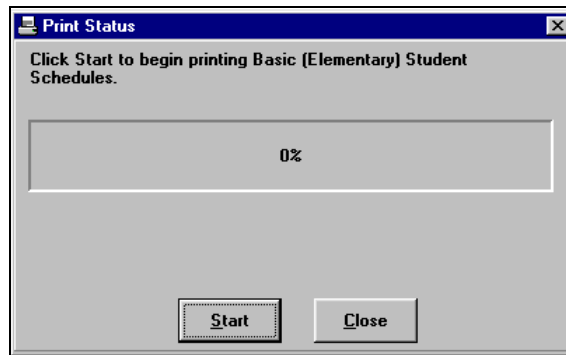 Print Status
Click Start to begin printing Basic (Elementary) Student
Schedules.
0%
Start
Close